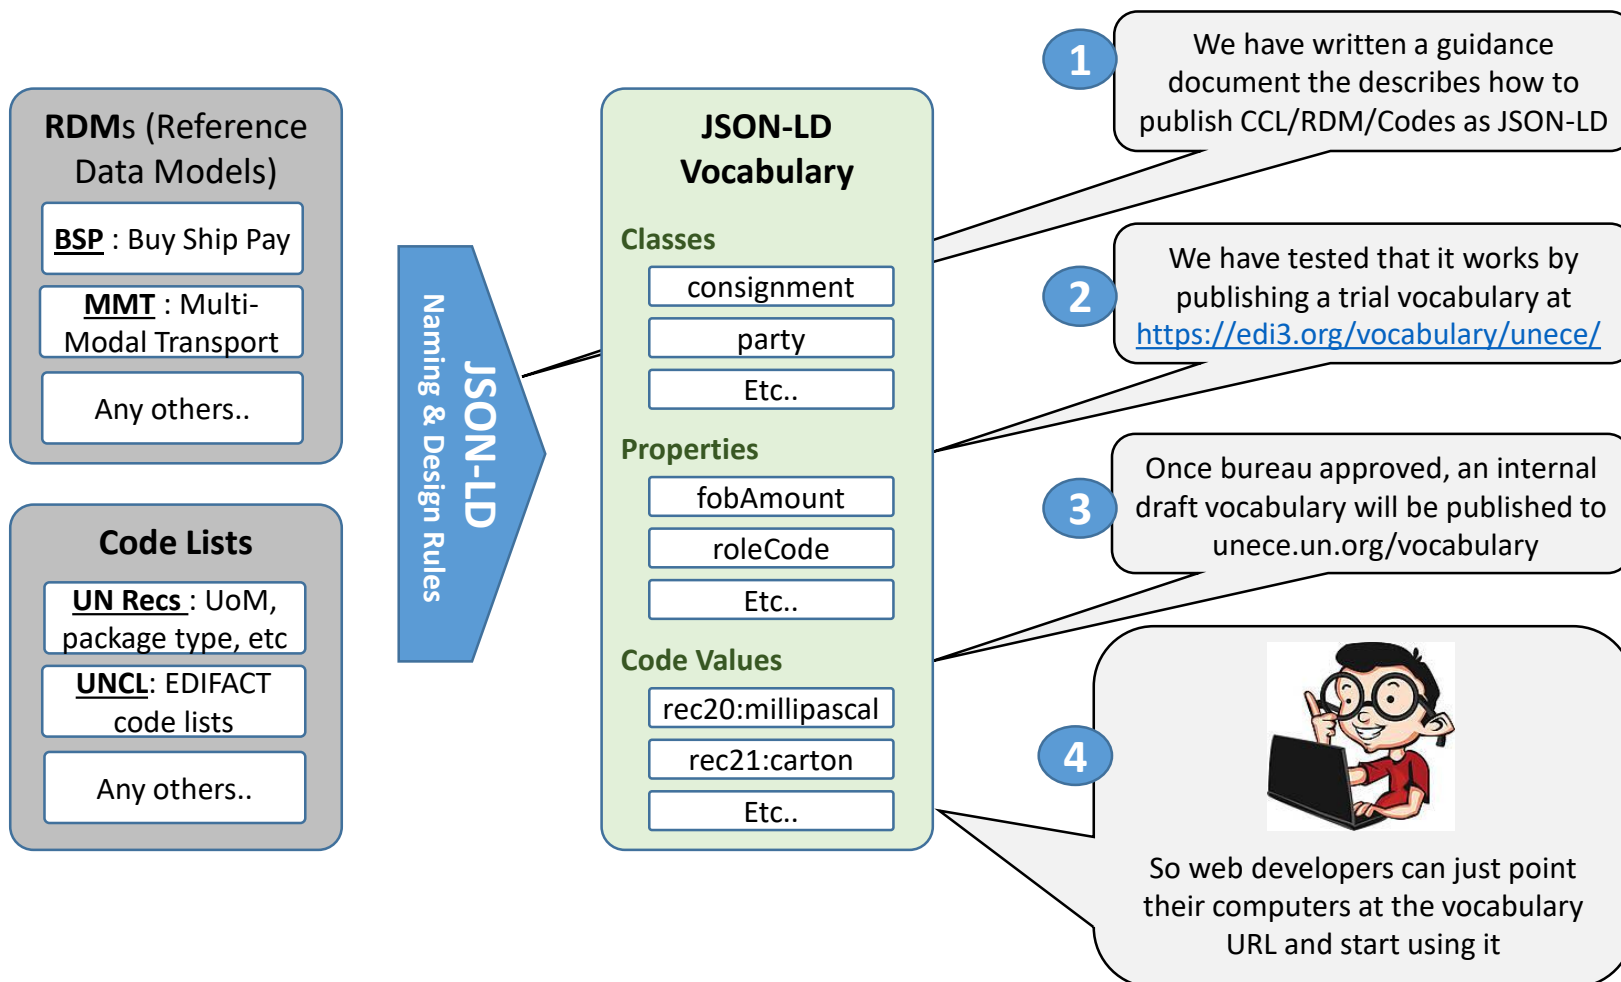 RDMs (Reference
Data Models)
BSP : Buy Ship Pay
MMT : Multi-
Modal Transport
Any others..
Code Lists
UN Recs : UoM,
package type, etc
UNCL: EDIFACT
code lists
Any others..
JSON-LD
Naming & Design Rules
JSON-LD
Vocabulary
Classes
consignment
party
Etc..
Properties
fobAmount
roleCode
Etc..
Code Values
rec20:millipascal
rec21:carton
Etc..
1
We have written a guidance
document the describes how to
publish CCL/RDM/Codes as JSON-LD
2
We have tested that it works by
publishing a trial vocabulary at
https://edi3.org/vocabulary/unece/
3
Once bureau approved, an internal
draft vocabulary will be published to
unece.un.org/vocabulary
4
So web developers can just point
their computers at the vocabulary
URL and start using it